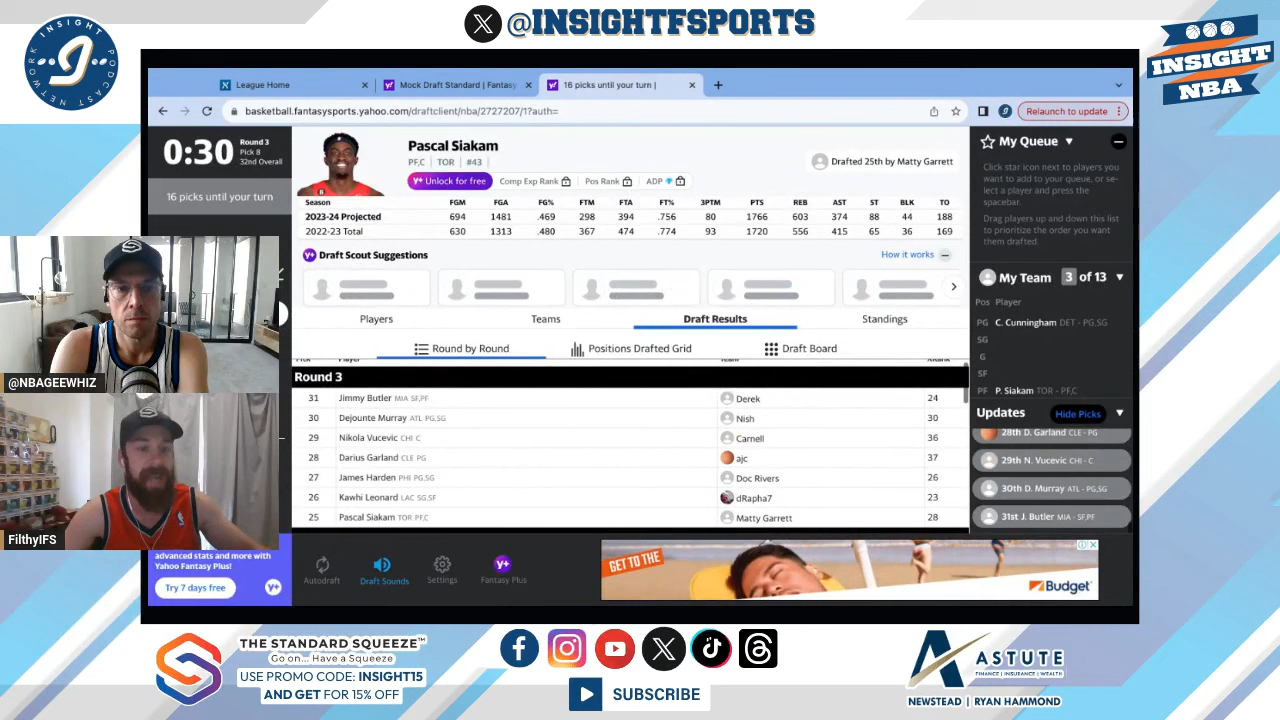 @INSIGHTFSPORTS
INSIGHT
PODCAST NETWORK
INSIGHT
NBA
League Home
Mock Draft Standard | Fantasy
16 picks until your turn |
basketball.fantasysports.yahoo.com/draftclient/nba/2727207/1?auth=
Relaunch to update
0:30
Round 3
Pick 8
32nd Overall
16 picks until your turn
Pascal Siakam
PF,C | TOR | #43
Drafted 25th by Matty Garrett
Y+ Unlock for free
Comp Exp Rank
Pos Rank
ADP
Season FGM FGA FG% FTM FTA FT% 3PTM PTS REB AST ST BLK TO
2023-24 Projected 694 1481 .469 298 394 .756 80 1766 603 374 88 44 188
2022-23 Total 630 1313 .480 367 474 .774 93 1720 556 415 65 36 169
Draft Scout Suggestions
How it works
Players
Teams
Draft Results
Standings
Round by Round
Positions Drafted Grid
Draft Board
Round 3
31 Jimmy Butler MIA SF,PF Derek 24
30 Dejounte Murray ATL PG,SG Nish 30
29 Nikola Vucevic CHI C Carnell 36
28 Darius Garland CLE PG ajc 37
27 James Harden PHI PG,SG Doc Rivers 26
26 Kawhi Leonard LAC SG,SF dRapha7 23
25 Pascal Siakam TOR PF,C Matty Garrett 28
My Queue
Click star icon next to players you
want to add to your queue, or se-
lect a player and press the
spacebar.
Drag players up and down this list
to prioritize the order you want
them drafted.
My Team 3 of 13
Pos Player
PG C. Cunningham DET - PG,SG
SG
G
SF
PF P. Siakam TOR - PF,C
Updates Hide Picks
28th D. Garland CLE - PG
29th N. Vucevic CHI - C
30th D. Murray ATL - PG,SG
31st J. Butler MIA - SF,PF
@NBAGEEWHIZ
FilthyIFS
advanced stats and more with
Yahoo Fantasy Plus!
Try 7 days free
Y+
Autodraft
Draft Sounds
Settings
Y+
Fantasy Plus
GET TO THE
Budget
THE STANDARD SQUEEZE™
Go on... Have a Squeeze
USE PROMO CODE: INSIGHT15
AND GET FOR 15% OFF
SUBSCRIBE
ASTUTE
FINANCE | INSURANCE | WEALTH
NEWSTEAD | RYAN HAMMOND